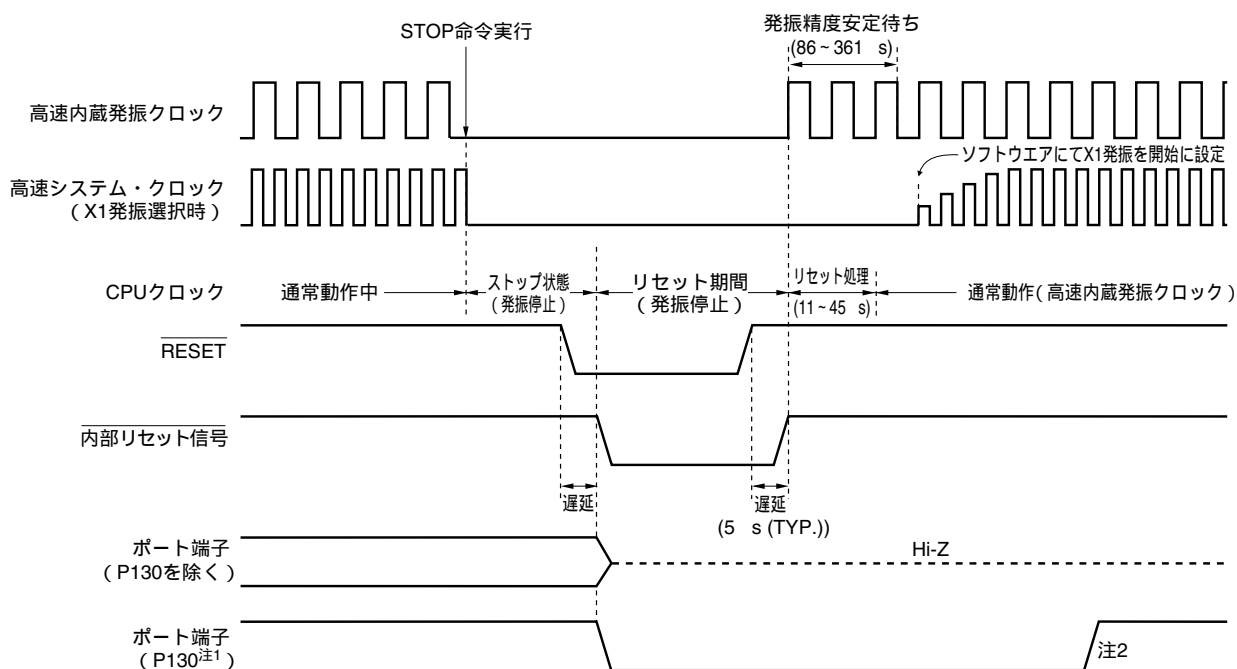 STOP命令実行
発振精度安定待ち
(86~361 s)
高速内蔵発振クロック
ソフトウエアにてX1発振を開始に設定
高速システム・クロック
(X1発振選択時)
CPUクロック
通常動作中
ストップ状態
(発振停止)
リセット期間
(発振停止)
リセット処理
(11~45 s)
通常動作(高速内蔵発振クロック)
RESET
内部リセット信号
遅延
遅延
(5 s (TYP.))
ポート端子
(P130を除く)
Hi-Z
ポート端子
(P130注1)
注2